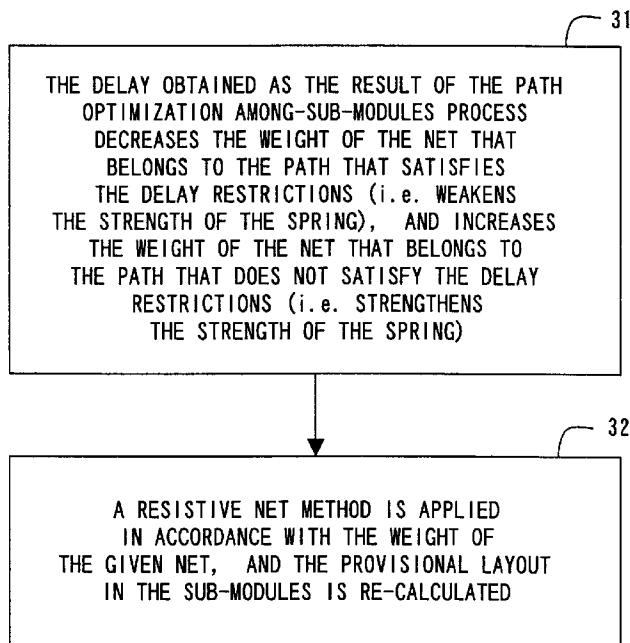 31
THE DELAY OBTAINED AS THE RESULT OF THE PATH
OPTIMIZATION AMONG-SUB-MODULES PROCESS
DECREASES THE WEIGHT OF THE NET THAT
BELONGS TO THE PATH THAT SATISFIES
THE DELAY RESTRICTIONS (i.e. WEAKENS
THE STRENGTH OF THE SPRING), AND INCREASES
THE WEIGHT OF THE NET THAT BELONGS TO
THE PATH THAT DOES NOT SATISFY THE DELAY
RESTRICTIONS (i.e. STRENGTHENS
THE STRENGTH OF THE SPRING)
32
A RESISTIVE NET METHOD IS APPLIED
IN ACCORDANCE WITH THE WEIGHT OF
THE GIVEN NET, AND THE PROVISIONAL LAYOUT
IN THE SUB-MODULES IS RE-CALCULATED